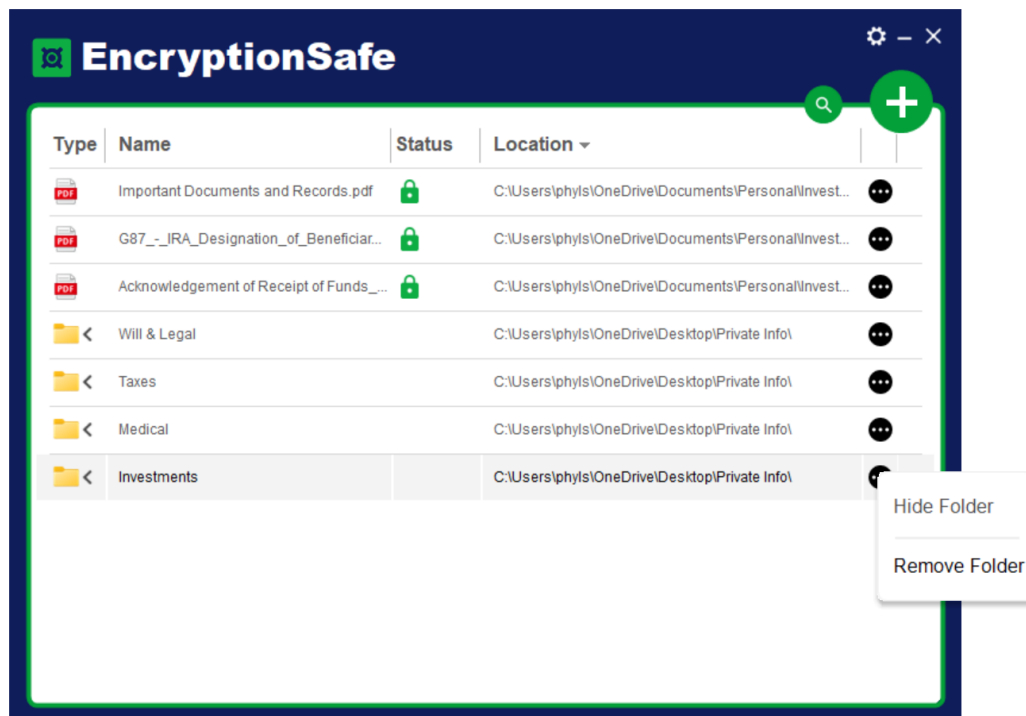 EncryptionSafe
Type Name Status Location
PDF Important Documents and Records.pdf C:\Users\phyls\OneDrive\Documents\Personal\Invest...
PDF G87_-_IRA_Designation_of_Beneficiar... C:\Users\phyls\OneDrive\Documents\Personal\Invest...
PDF Acknowledgement of Receipt of Funds_... C:\Users\phyls\OneDrive\Documents\Personal\Invest...
Will & Legal C:\Users\phyls\OneDrive\Desktop\Private Info\
Taxes C:\Users\phyls\OneDrive\Desktop\Private Info\
Medical C:\Users\phyls\OneDrive\Desktop\Private Info\
Investments C:\Users\phyls\OneDrive\Desktop\Private Info\
Hide Folder
Remove Folder